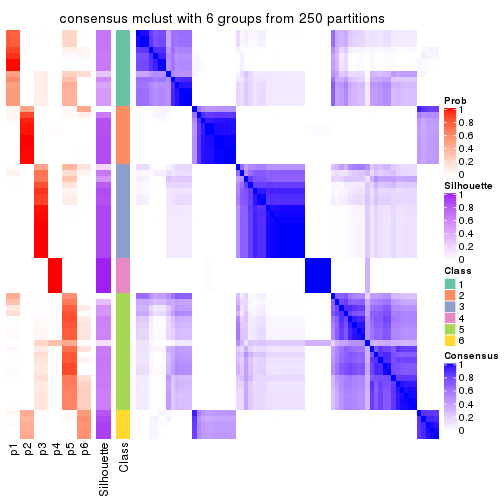 consensus mclust with 6 groups from 250 partitions
Prob
1
0.8
0.6
0.4
0.2
0
Silhouette
1
0.8
0.6
0.4
0.2
0
Class
1
2
3
4
5
6
Consensus
1
0.8
0.6
0.4
0.2
0
p1
p2
p3
p4
p5
p6
Silhouette
Class